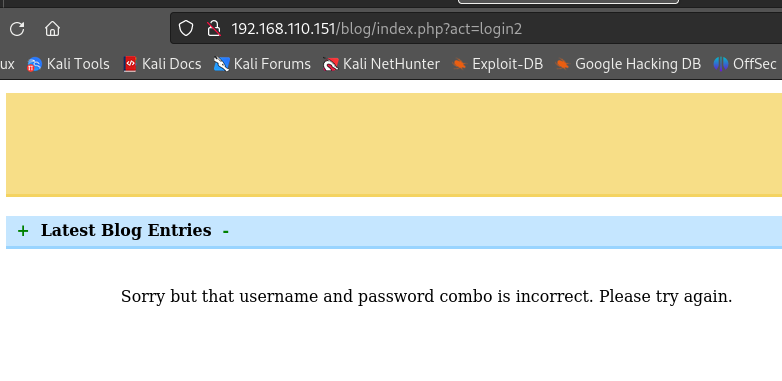 192.168.110.151/blog/index.php?act=login2
ux Kali Tools Kali Docs Kali Forums Kali NetHunter Exploit-DB Google Hacking DB OffSec
+ Latest Blog Entries -
Sorry but that username and password combo is incorrect. Please try again.